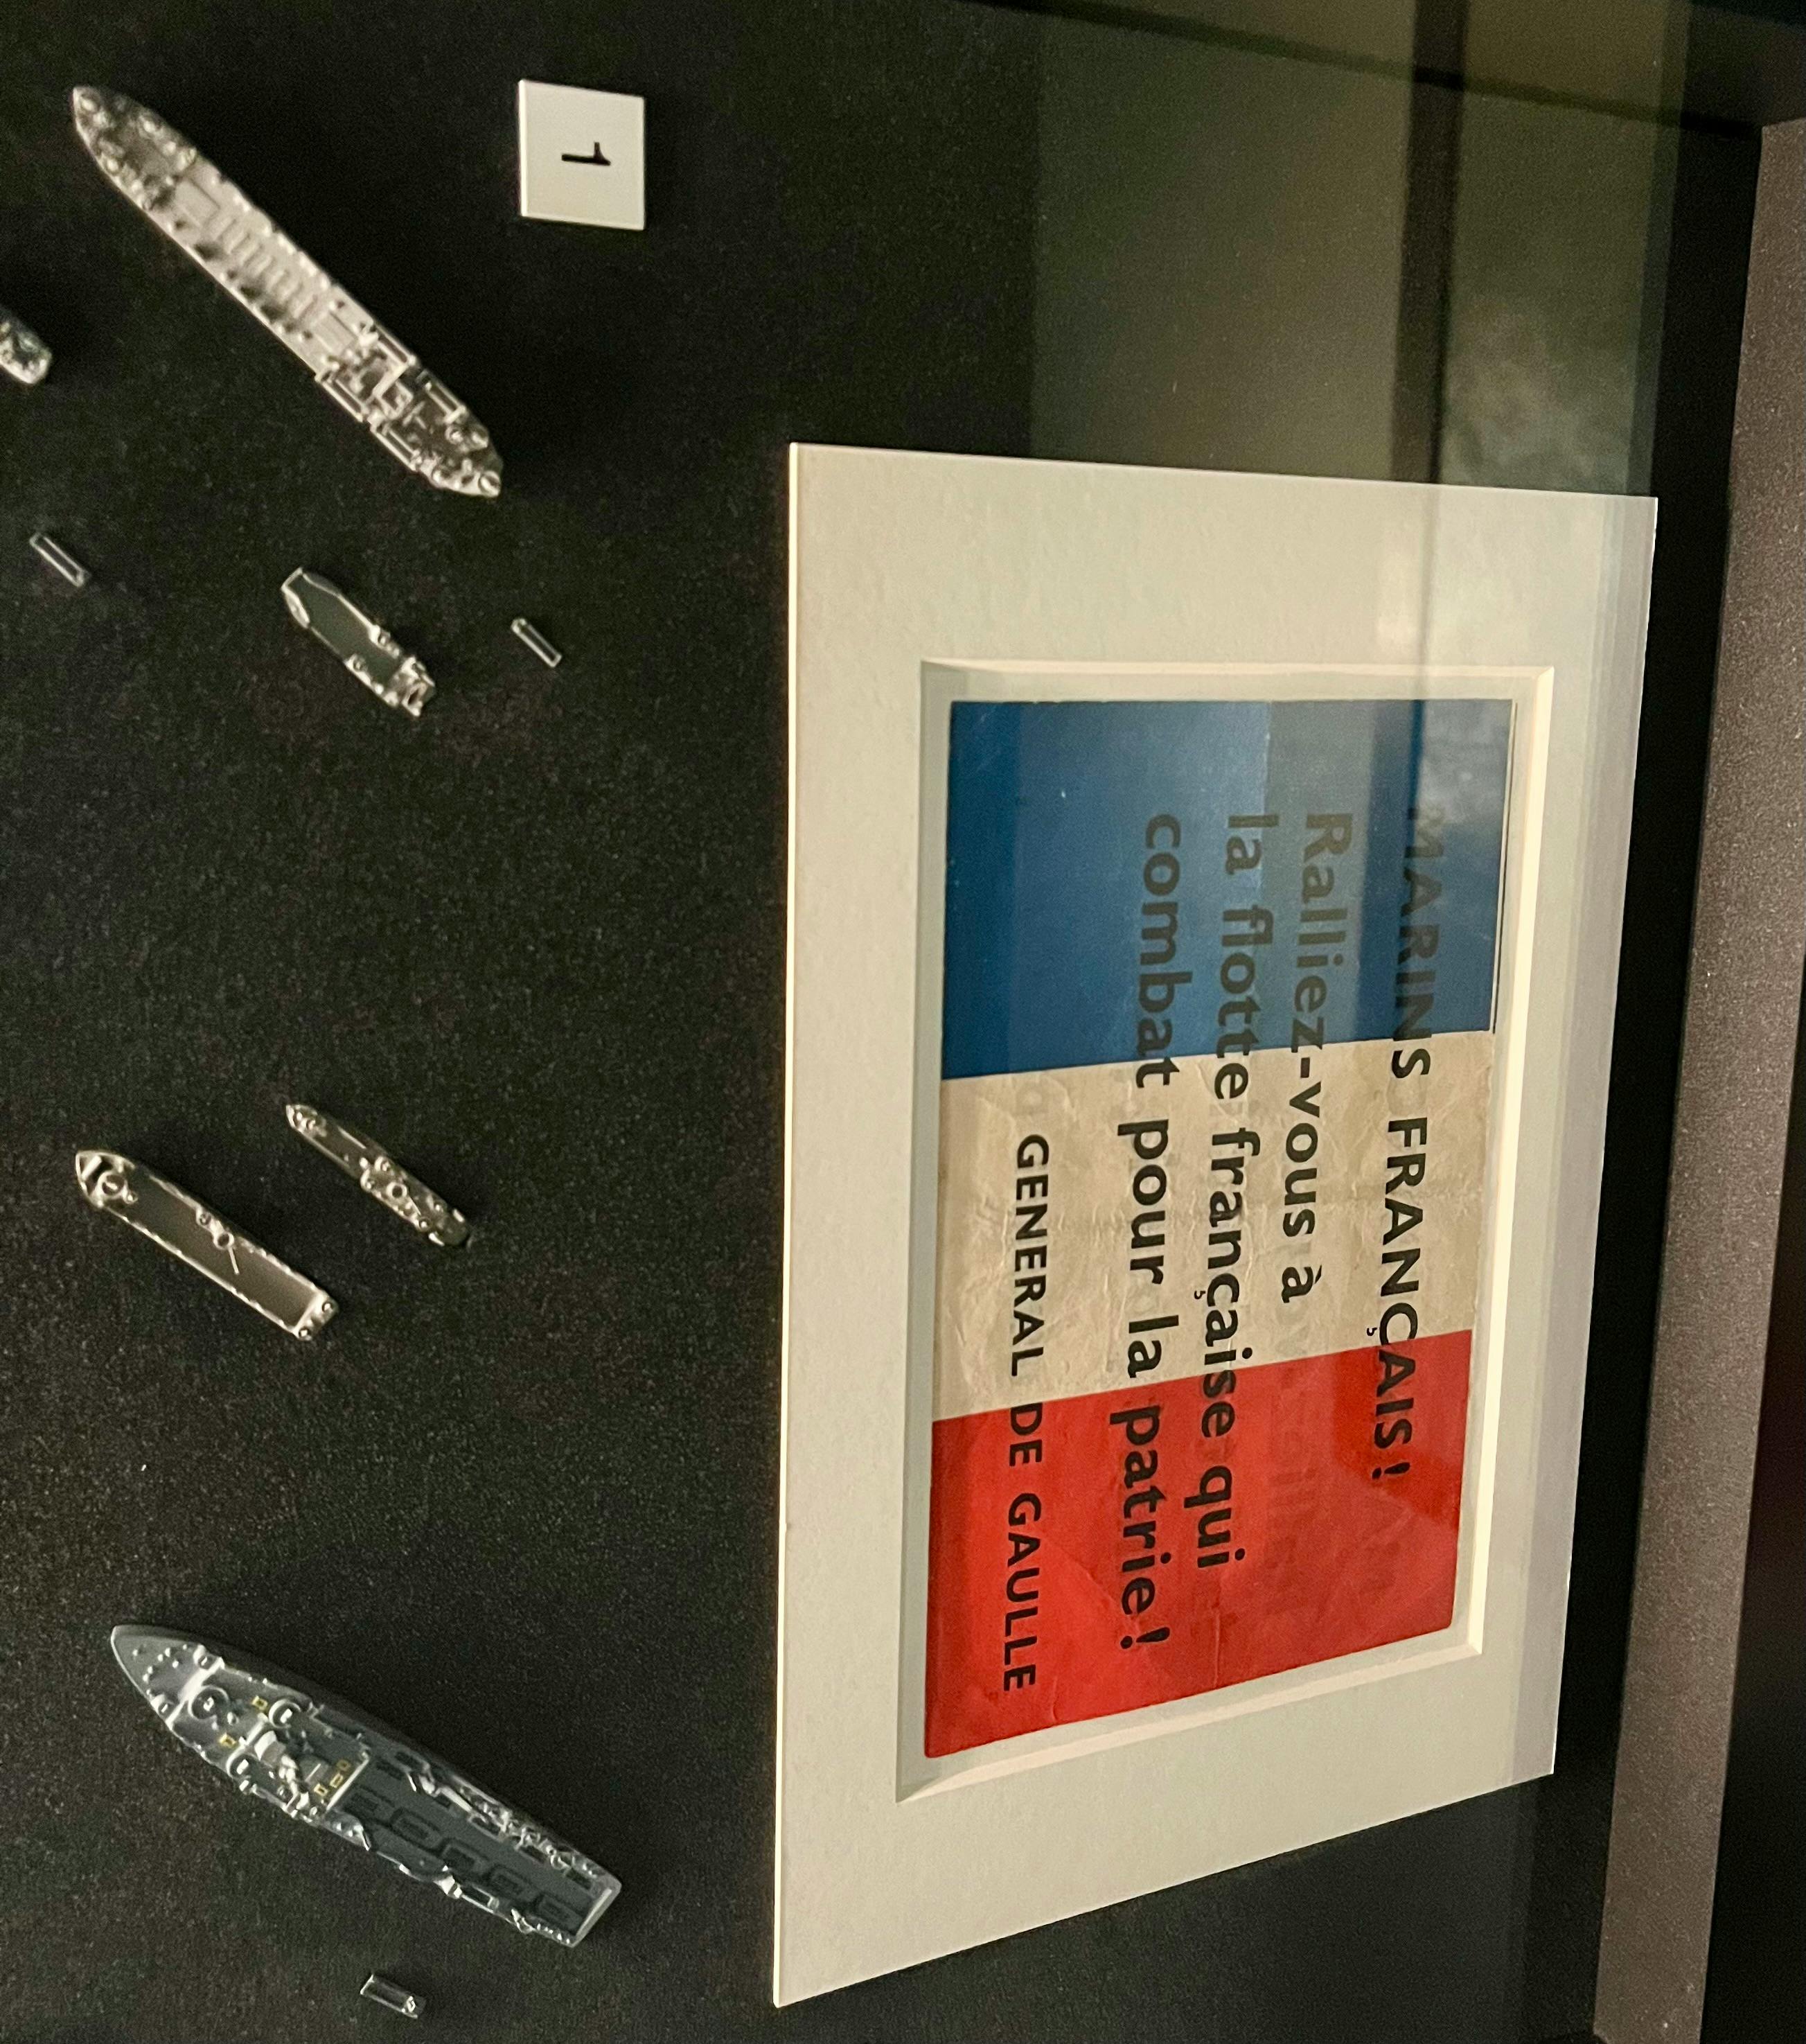 1
MARINS FRANÇAIS!
Ralliez-vous à
la flotte française qui
combat pour la patrie!
GENERAL DE GAULLE